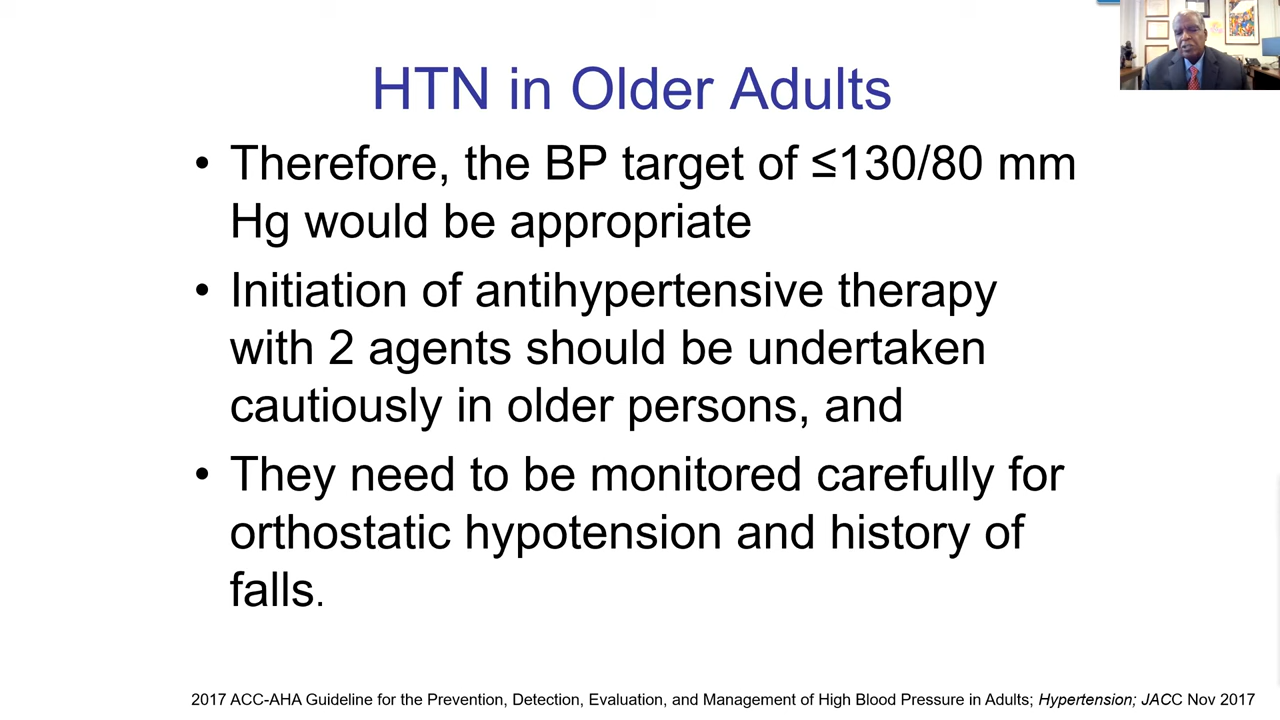 HTN in Older Adults
• Therefore, the BP target of ≤130/80 mm
Hg would be appropriate
• Initiation of antihypertensive therapy
with 2 agents should be undertaken
cautiously in older persons, and
• They need to be monitored carefully for
orthostatic hypotension and history of
falls.
2017 ACC-AHA Guideline for the Prevention, Detection, Evaluation, and Management of High Blood Pressure in Adults; Hypertension; JACC Nov 2017